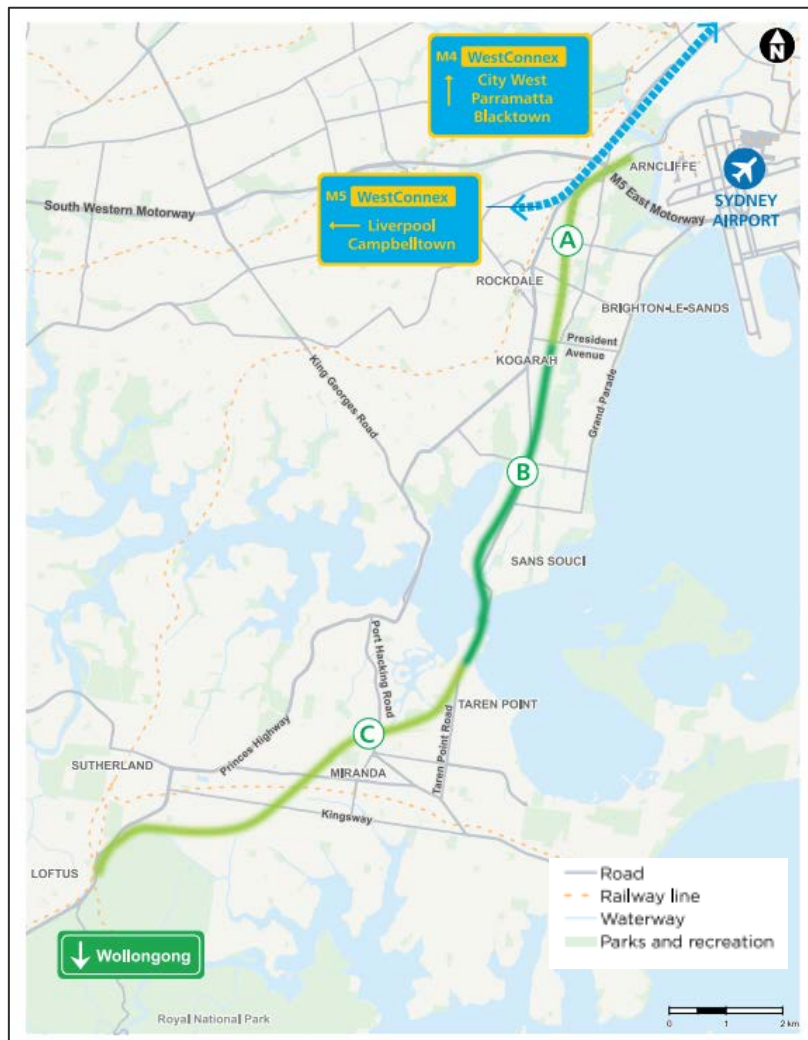 M4 WestConnex
City West
Parramatta
Blacktown
N
ARNCLIFFE
M5 East Motorway
SYDNEY
AIRPORT
M5 WestConnex
Liverpool
Campbelltown
South Western Motorway
A
ROCKDALE
BRIGHTON-LE-SANDS
President
Avenue
KOGARAH
King Georges Road
Grand Parade
B
SANS SOUCI
Port Hacking Road
TAREN POINT
C
Princes Highway
Taren Point Road
SUTHERLAND
MIRANDA
Kingsway
LOFTUS
Road
Railway line
Waterway
Parks and recreation
Wollongong
Royal National Park
0 1 2 km